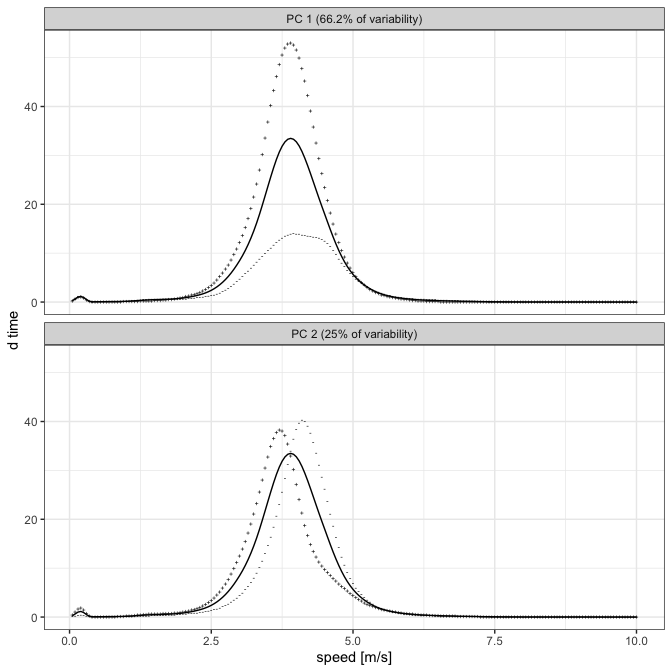 PC 1 (66.2% of variability)
40
20
0
d time
PC 2 (25% of variability)
40
20
0
0.0 2.5 5.0 7.5 10.0
speed [m/s]